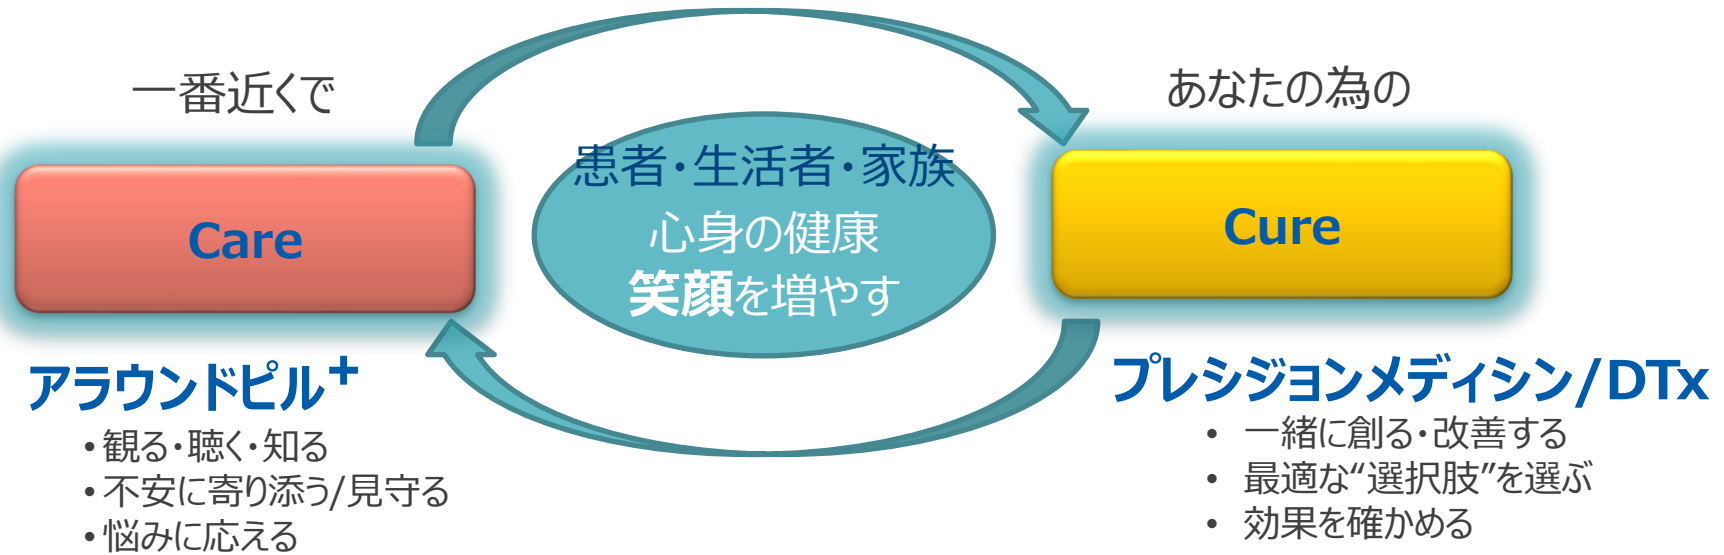 一番近くで
Care
アラウンドピル⁺
•観る・聴く・知る
•不安に寄り添う/見守る
•悩みに応える
患者・生活者・家族
心身の健康
笑顔を増やす
あなたの為の
Cure
プレシジョンメディシン/DTx
• 一緒に創る・改善する
• 最適な“選択肢”を選ぶ
• 効果を確かめる